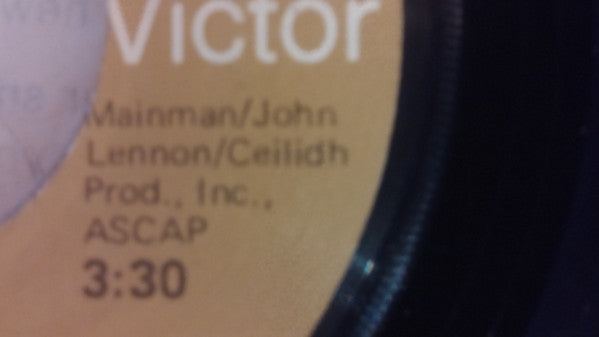 Victor
Mainman/John
Lennon/Ceilidh
Prod., Inc.,
ASCAP
3:30